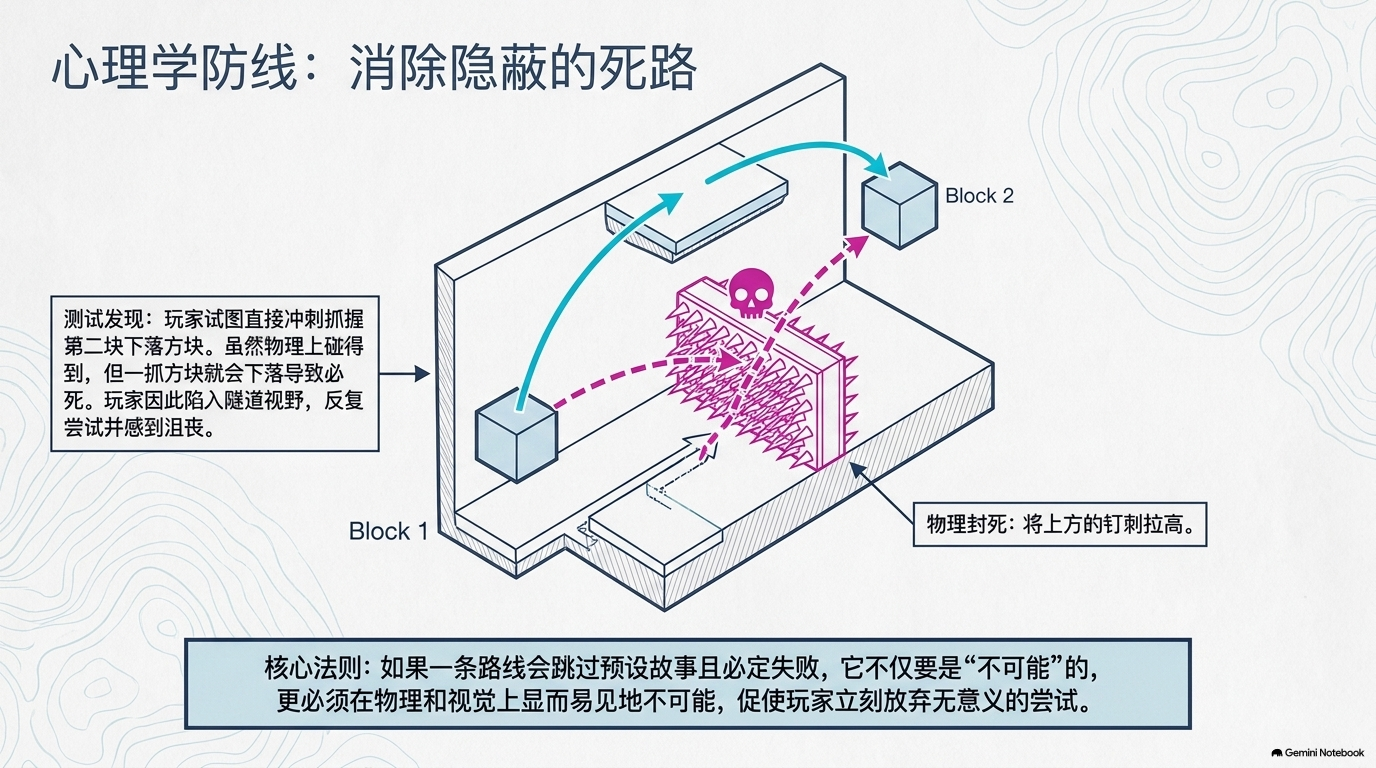 心理学防线：消除隐蔽的死路
Block 2
测试发现：玩家试图直接冲刺抓握
第二块下落方块。虽然物理上碰得
到，但一抓方块就会下落导致必
死。玩家因此陷入隧道视野，反复
尝试并感到沮丧。
Block 1
物理封死：将上方的钉刺拉高。
核心法则：如果一条路线会跳过预设故事且必定失败，它不仅要是“不可能”的，
更必须在物理和视觉上显而易见地不可能，促使玩家立刻放弃无意义的尝试。
Gemini Notebook